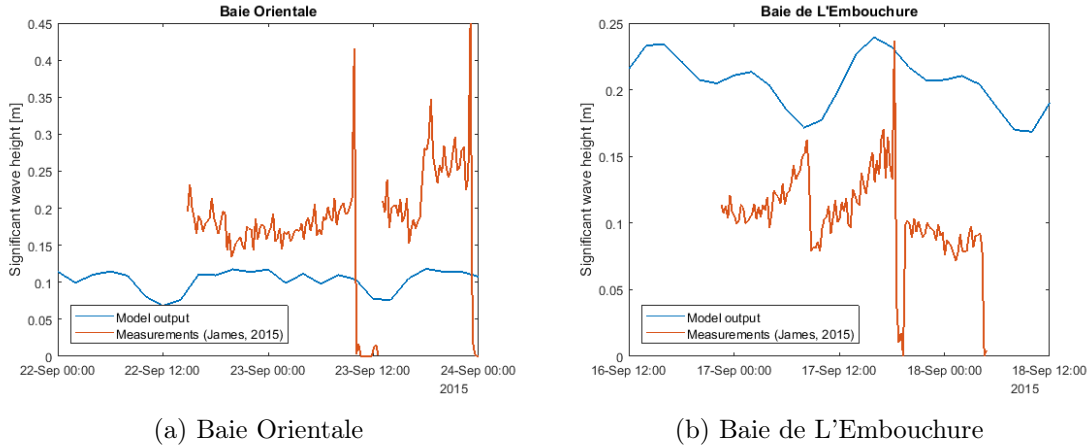 Baie Orientale
Significant wave height [m]
0.45
0.4
0.35
0.3
0.25
0.2
0.15
0.1
0.05
0
Model output
Measurements (James, 2015)
22-Sep 00:00 22-Sep 12:00 23-Sep 00:00 23-Sep 12:00 24-Sep 00:00
2015
(a) Baie Orientale
Baie de L'Embouchure
Significant wave height [m]
0.25
0.2
0.15
0.1
0.05
0
Model output
Measurements (James, 2015)
16-Sep 12:00 17-Sep 00:00 17-Sep 12:00 18-Sep 00:00 18-Sep 12:00
2015
(b) Baie de L'Embouchure